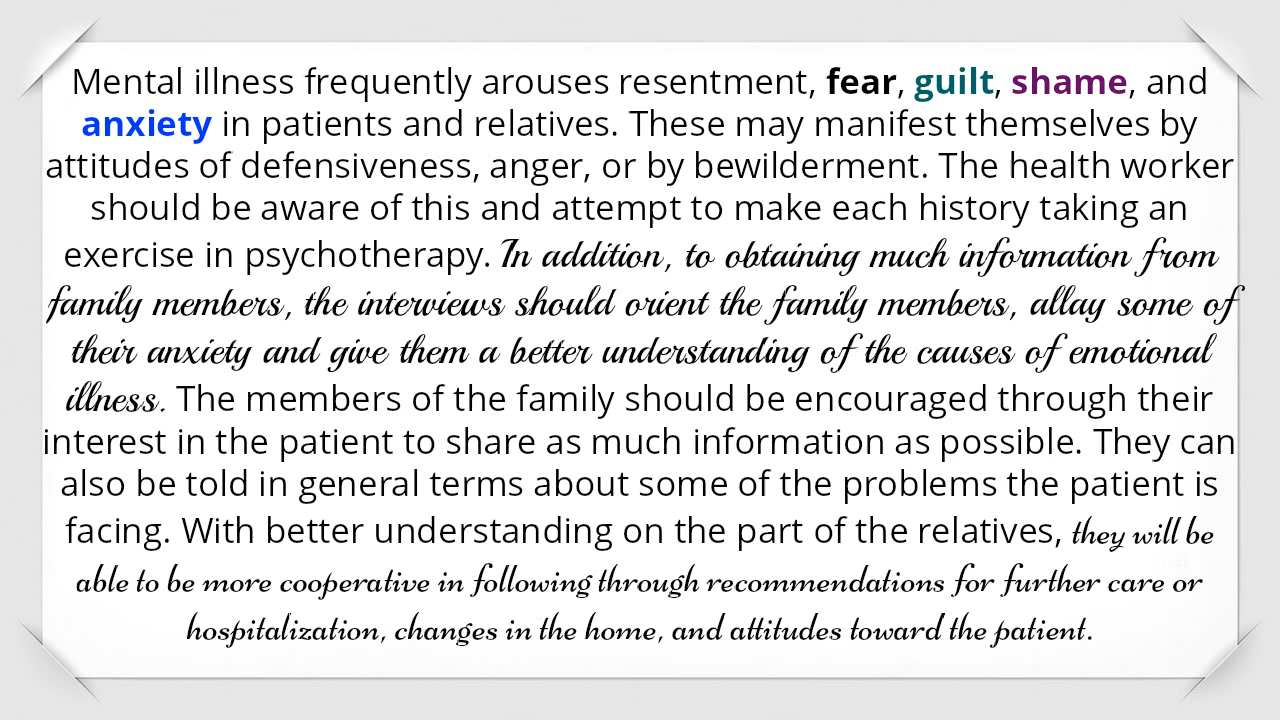 Mental illness frequently arouses resentment, fear, guilt, shame, and
anxiety in patients and relatives. These may manifest themselves by
attitudes of defensiveness, anger, or by bewilderment. The health worker
should be aware of this and attempt to make each history taking an
exercise in psychotherapy. In addition, to obtaining much information from
family members, the interviews should orient the family members, allay some of
their anxiety and give them a better understanding of the causes of emotional
illness. The members of the family should be encouraged through their
interest in the patient to share as much information as possible. They can
also be told in general terms about some of the problems the patient is
facing. With better understanding on the part of the relatives, they will be
able to be more cooperative in following through recommendations for further care or
hospitalization, changes in the home, and attitudes toward the patient.